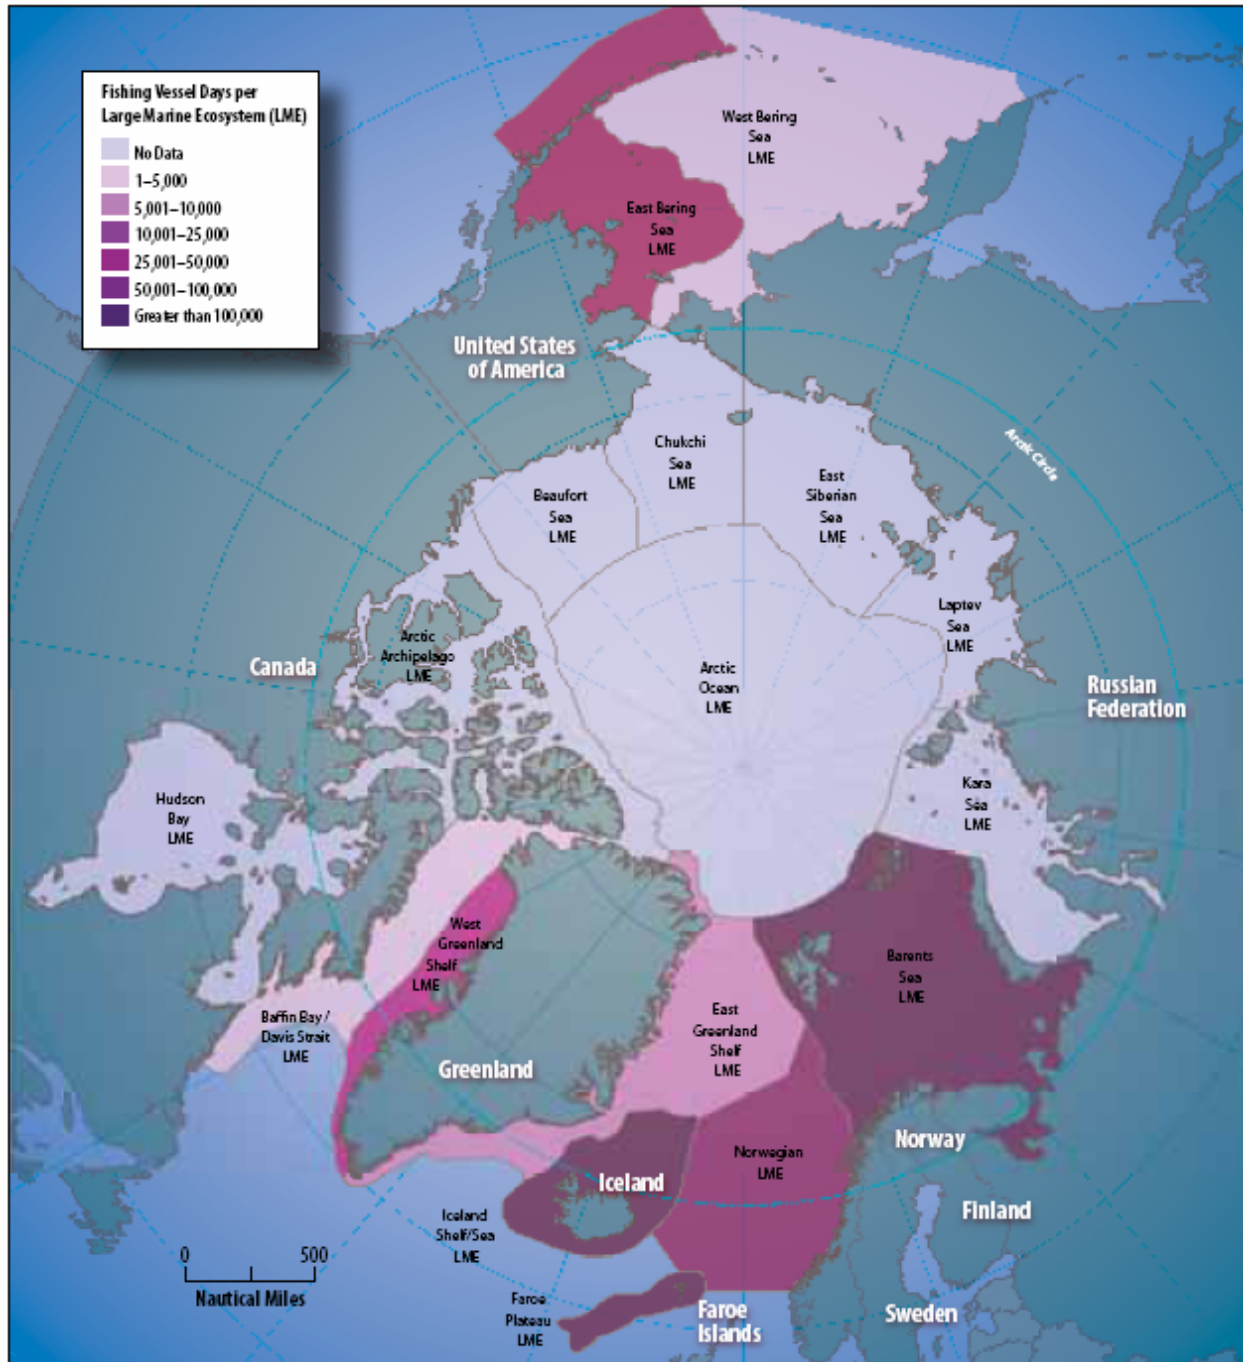 Fishing Vessel Days per
Large Marine Ecosystem (LME)
No Data
1–5,000
5,001–10,000
10,001–25,000
25,001–50,000
50,001–100,000
Greater than 100,000
West Bering
Sea
LME
East Bering
Sea
LME
United States
of America
Arctic Circle
Chukchi
Sea
LME
East
Siberian
Sea
LME
Beaufort
Sea
LME
Laptev
Sea
LME
Arctic
Archipelago
LME
Canada
Arctic
Ocean
LME
Russian
Federation
Kara
Sea
LME
Hudson
Bay
LME
West
Greenland
Shelf
LME
Barents
Sea
LME
Baffin Bay /
Davis Strait
LME
East
Greenland
Shelf
LME
Greenland
Norway
Norwegian
LME
Iceland
Finland
Iceland
Shelf/Sea
LME
0 500
Nautical Miles
Faroe
Plateau
LME
Faroe
Islands
Sweden